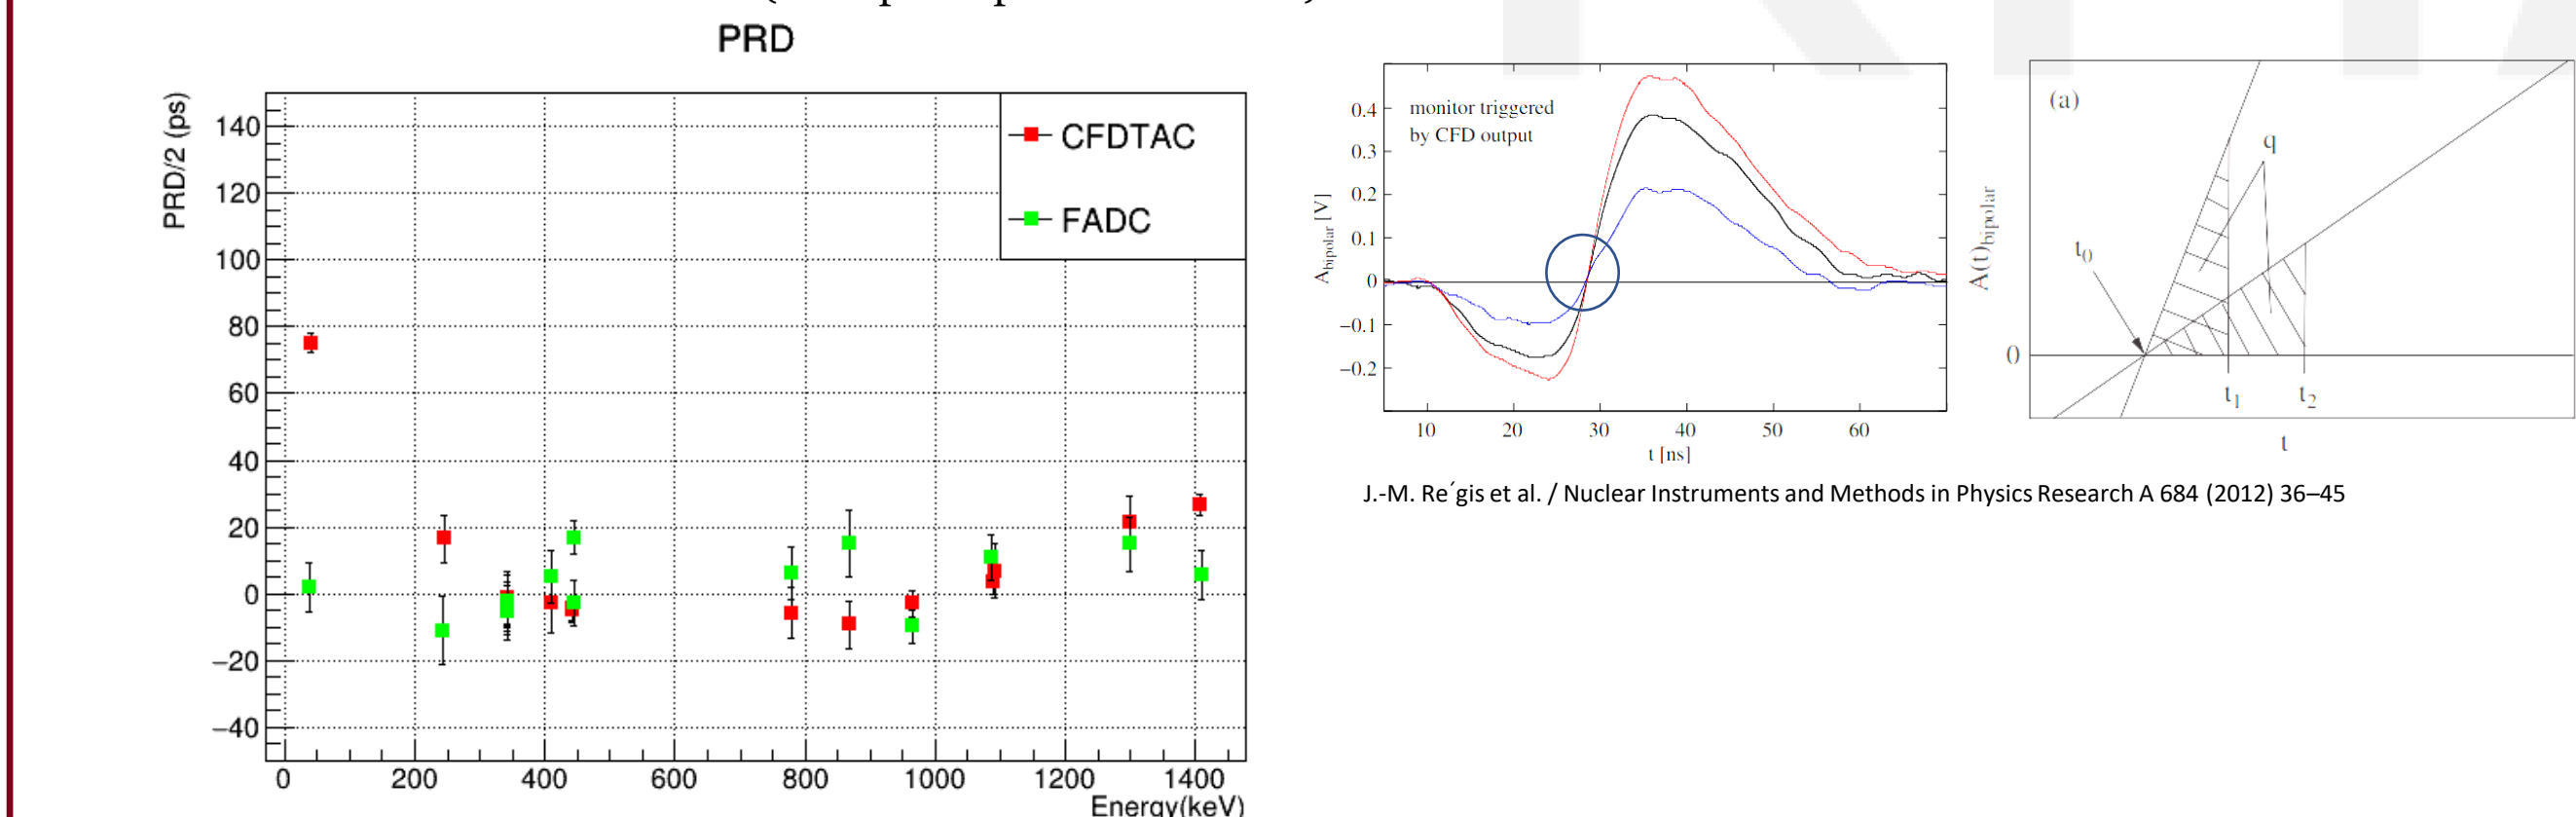 PRD
PRD/2 (ps)
140
120
100
80
60
40
20
0
−20
−40
0 200 400 600 800 1000 1200 1400
Energy(keV)
CFDTAC
FADC
monitor triggered
by CFD output
A bipolar [V]
0.4
0.3
0.2
0.1
0
−0.1
−0.2
10 20 30 40 50 60
t [ns]
(a)
q
t0
A(t)bipolar
0
t1 t2
t
J.-M. Re´gis et al. / Nuclear Instruments and Methods in Physics Research A 684 (2012) 36–45